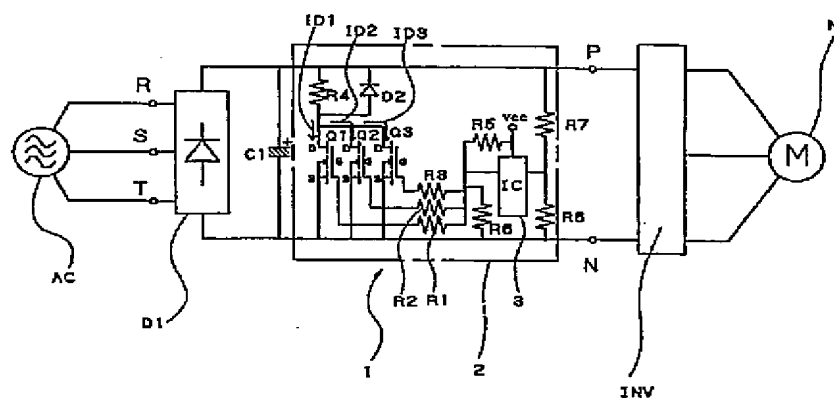 ID1
ID2
ID3
M
R
S
T
AC
D1
C1
R4
D2
Q1
Q2
Q3
D
D
D
G
G
G
S
S
S
R5
Vcc
IC
R3
R6
R7
R6
R2
R1
3
1
2
P
N
INV
M